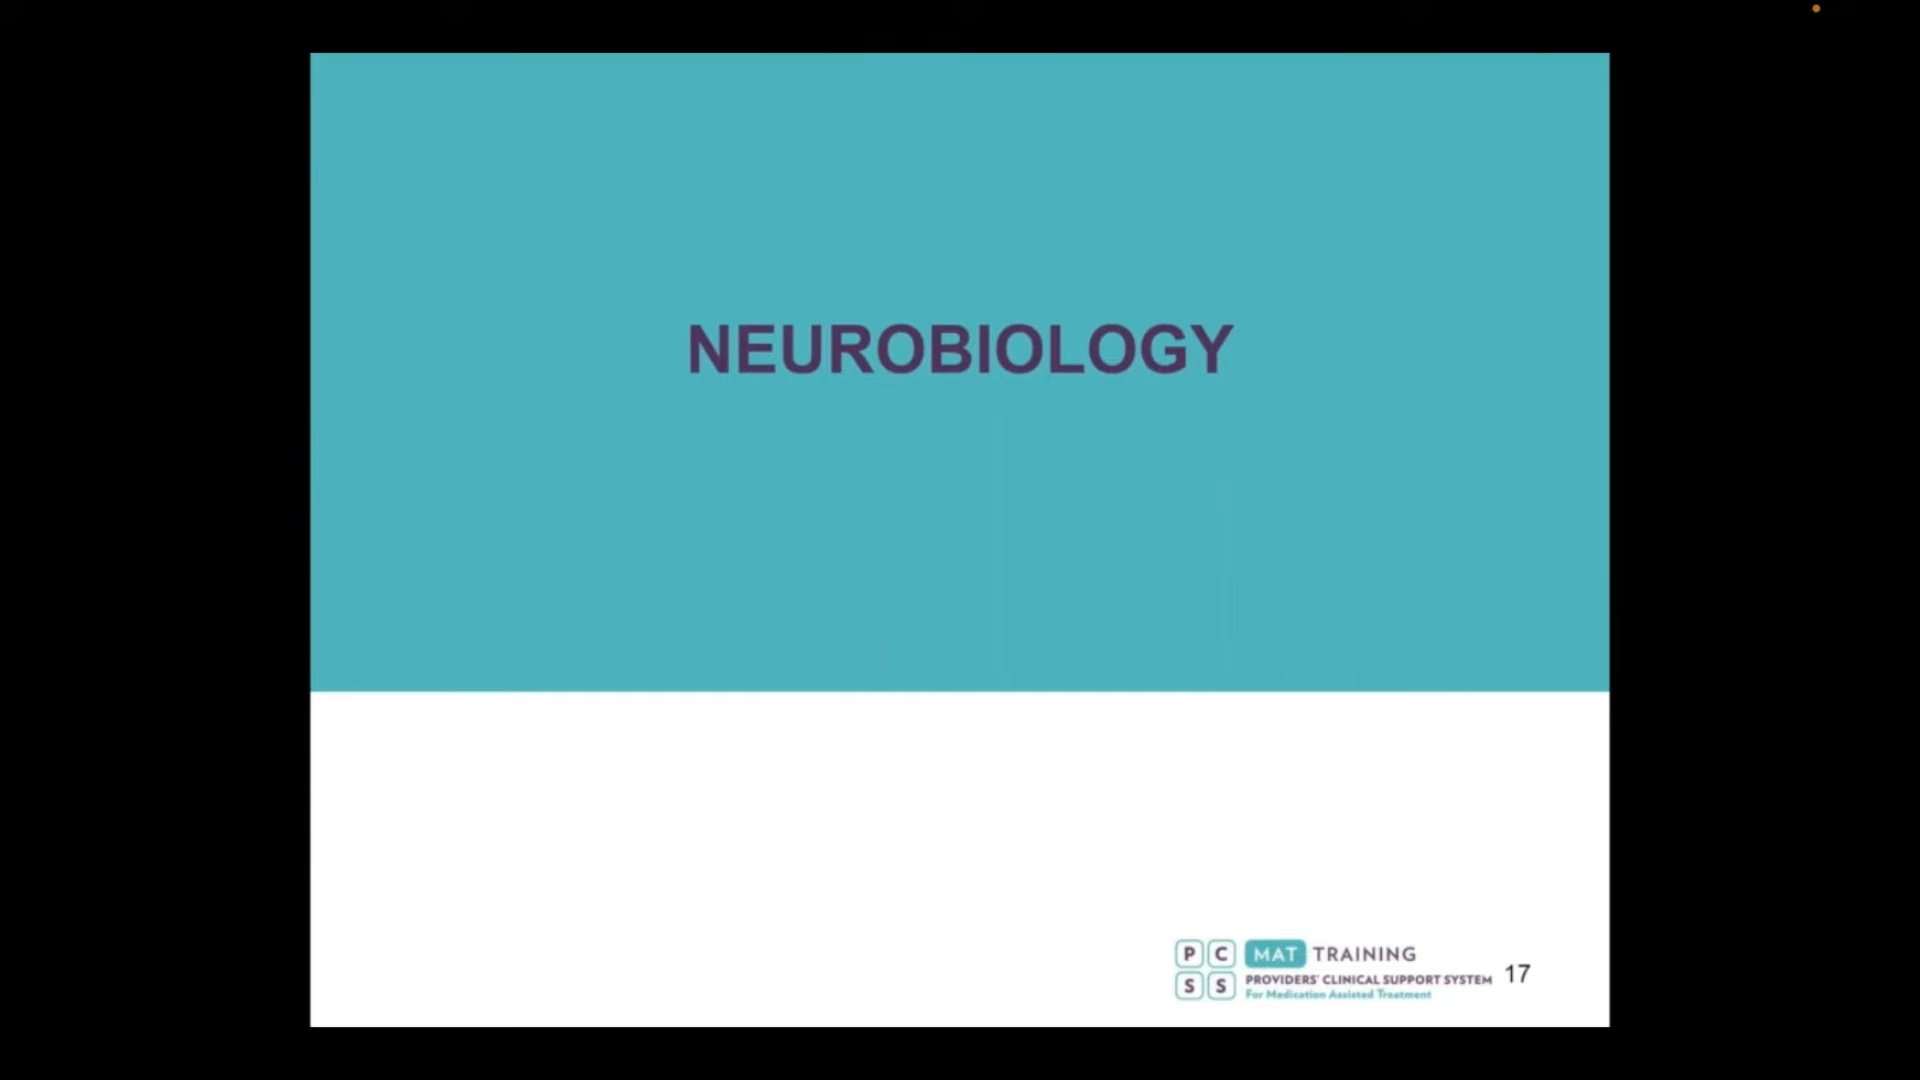 NEUROBIOLOGY
P C
S S
MAT TRAINING
PROVIDERS' CLINICAL SUPPORT SYSTEM
For Medication Assisted Treatment
17